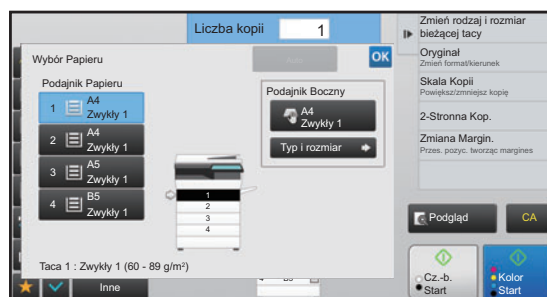 Liczba kopii 1
Wybór Papieru
Auto
OK
Podajnik Papieru
1 A4
Zwykły 1
2 A4
Zwykły 1
3 A5
Zwykły 1
4 B5
Zwykły 1
1
2
3
4
Podajnik Boczny
A4
Zwykły 1
Typ i rozmiar
Taca 1 : Zwykły 1 (60 - 89 g/m²)
Inne
4 B5
Zmień rodzaj i rozmiar
bieżącej tacy
Oryginał
Zmień format/kierunek
Skala Kopii
Powiększ/zmniejsz kopię
2-Stronna Kop.
Zmiana Margin.
Przes. pozyc. tworząc margines
Podgląd
CA
Cz.-b.
Start
Kolor
Start